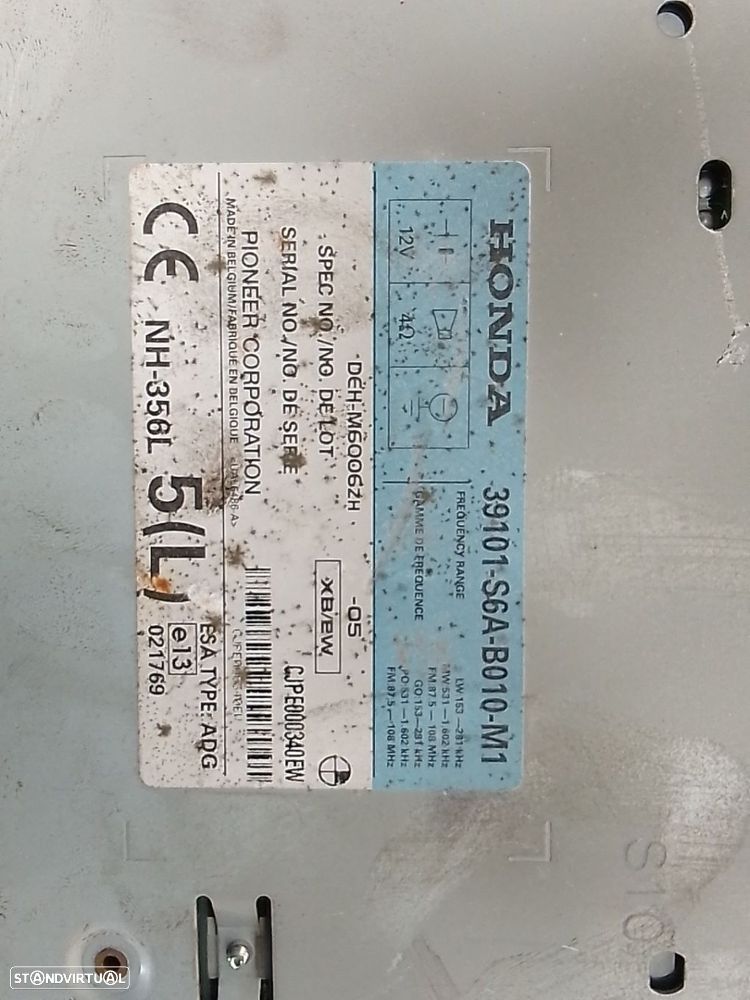 HONDA 39101-S6A-B010-M1
12V 4Ω
FREQUENCY RANGE
LW:153—281 kHz
MW:531—1,602 kHz
FM:87.5—108 MHz
GAMME DE FREQUENCE
GO:153—281 kHz
PO:531—1,602 kHz
FM:87.5—108 MHz
DEH-M6006ZH -05
SPEC NO./NO. DE LOT XB/EW
SERIAL NO./NO. DE SERIE CJPE000340EW
PIONEER CORPORATION
MADE IN BELGIUM/FABRIQUE EN BELGIQUE
CE NH-356L 5(L)
ESA TYPE: ADG
e13
021769
S10
STANDVIRTUAL